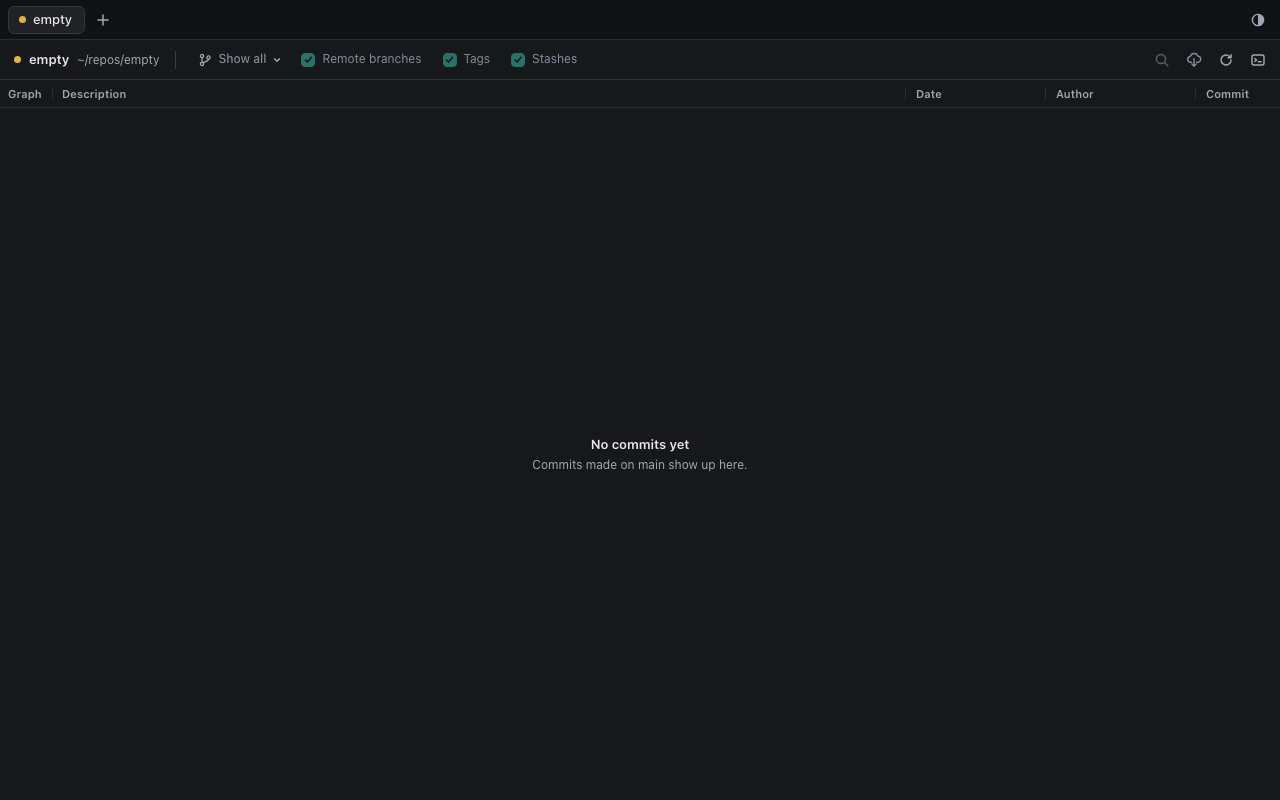 empty
empty ~/repos/empty Show all Remote branches Tags Stashes
Graph Description Date Author Commit
No commits yet
Commits made on main show up here.